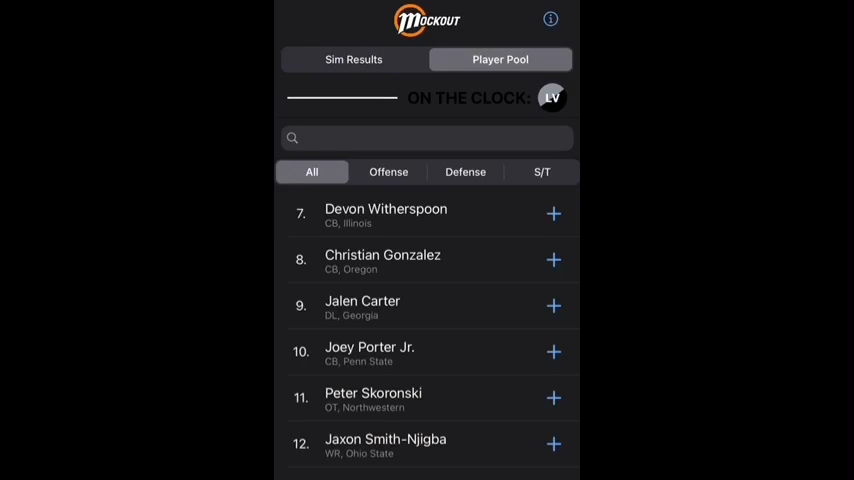 MOCKOUT
Sim Results
Player Pool
ON THE CLOCK:
LV
All
Offense
Defense
S/T
7.
Devon Witherspoon
CB, Illinois
8.
Christian Gonzalez
CB, Oregon
9.
Jalen Carter
DL, Georgia
10.
Joey Porter Jr.
CB, Penn State
11.
Peter Skoronski
OT, Northwestern
12.
Jaxon Smith-Njigba
WR, Ohio State